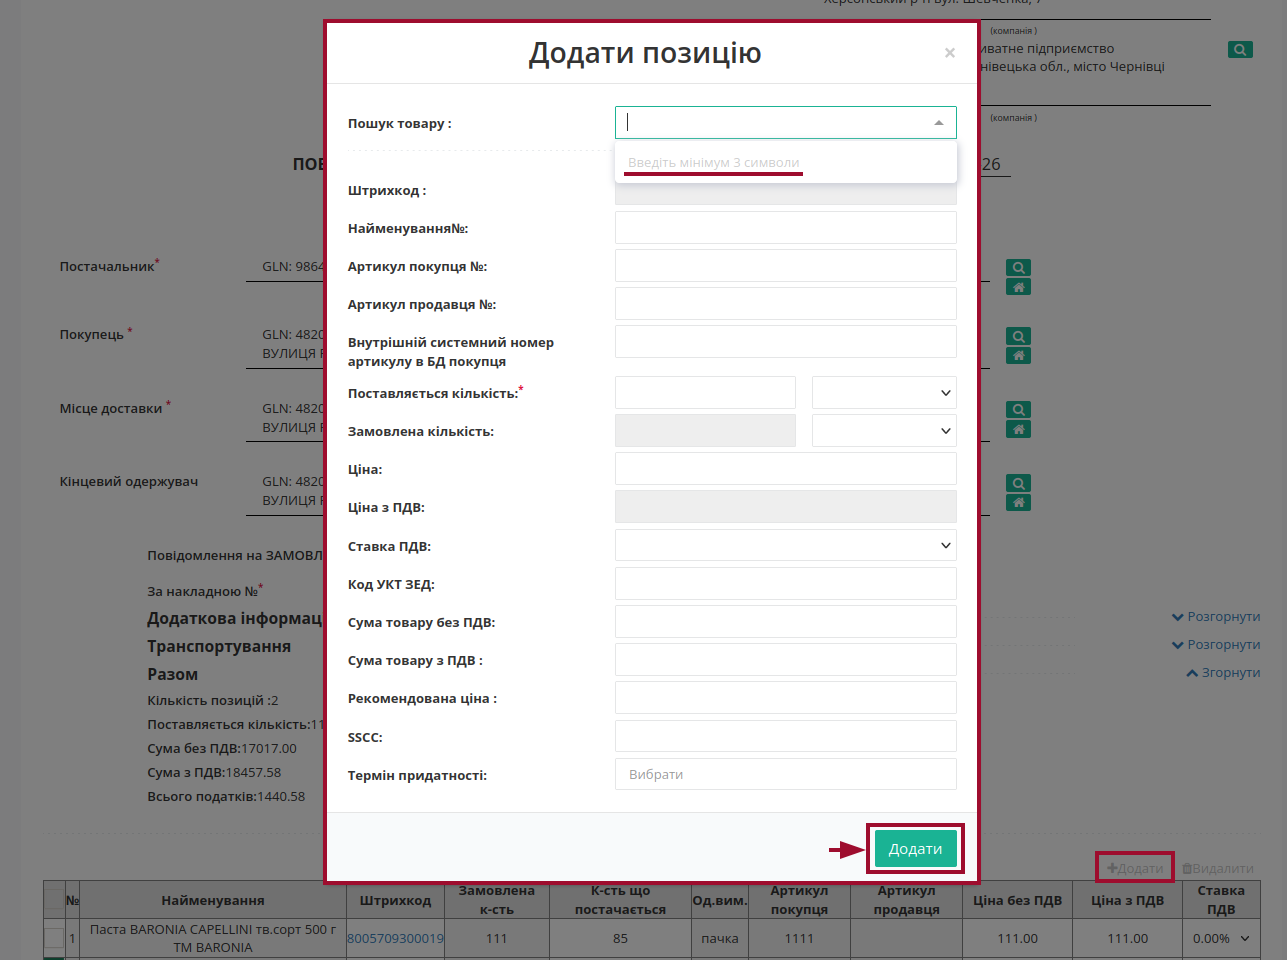 Херсонський р-н вул. Шевченка, 7
(компанія )
иватне підприємство
нівецька обл., місто Чернівці
(компанія )
Додати позицію
×
Пошук товару :
Введіть мінімум 3 символи
ПОВ
26
Штрихкод :
Найменування№:
Артикул покупця №:
Артикул продавця №:
Внутрішній системний номер
артикулу в БД покупця
Поставляється кількість:*
Замовлена кількість:
Ціна:
Ціна з ПДВ:
Ставка ПДВ:
Код УКТ ЗЕД:
Сума товару без ПДВ:
Сума товару з ПДВ :
Рекомендована ціна :
SSCC:
Термін придатності:
Вибрати
Додати
Постачальник*
GLN: 9864
Покупець *
GLN: 4820
ВУЛИЦЯ
Місце доставки *
GLN: 4820
ВУЛИЦЯ
Кінцевий одержувач
GLN: 4820
ВУЛИЦЯ
Повідомлення на ЗАМОВЛ
За накладною №*
Додаткова інформац
Розгорнути
Транспортування
Розгорнути
Разом
Згорнути
Кількість позицій :2
Поставляється кількість:11
Сума без ПДВ:17017.00
Сума з ПДВ:18457.58
Всього податків:1440.58
Додати
Видалити
№
Найменування
Штрихкод
Замовлена
к-сть
К-сть що
постачається
Од.вим.
Артикул
покупця
Артикул
продавця
Ціна без ПДВ
Ціна з ПДВ
Ставка
ПДВ
1
Паста BARONIA CAPELLINI тв.сорт 500 г
ТМ BARONIA
8005709300019
111
85
пачка
1111
111.00
111.00
0.00%